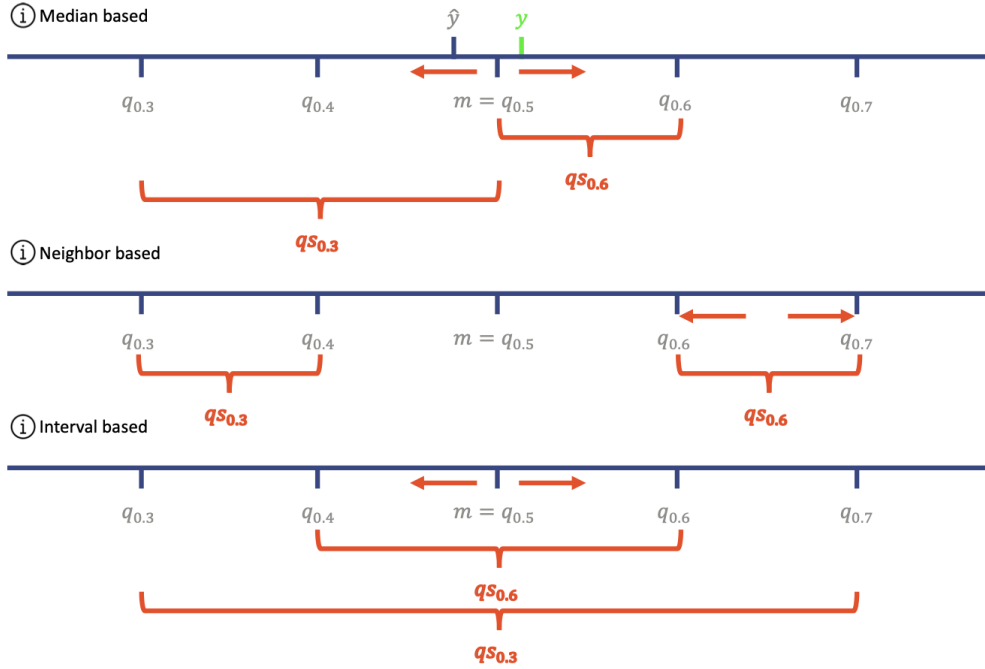 ⓘ Median based
ŷ y
q₀.₃ q₀.₄ m = q₀.₅ q₀.₆ q₀.₇
qs₀.₆
qs₀.₃
ⓘ Neighbor based
q₀.₃ q₀.₄ m = q₀.₅ q₀.₆ q₀.₇
qs₀.₃ qs₀.₆
ⓘ Interval based
q₀.₃ q₀.₄ m = q₀.₅ q₀.₆ q₀.₇
qs₀.₆
qs₀.₃